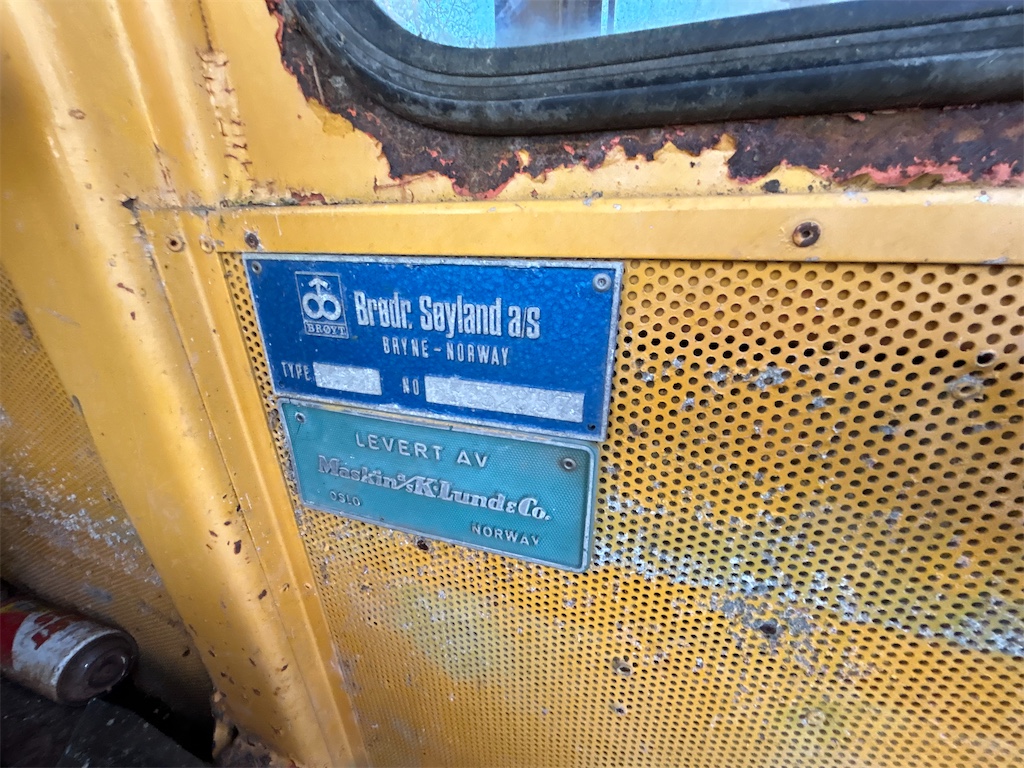 BRØYT
Brødr. Søyland a/s
BRYNE - NORWAY
TYPE NO
LEVERT AV
Maskin A/S K. Lund & Co.
OSLO
NORWAY